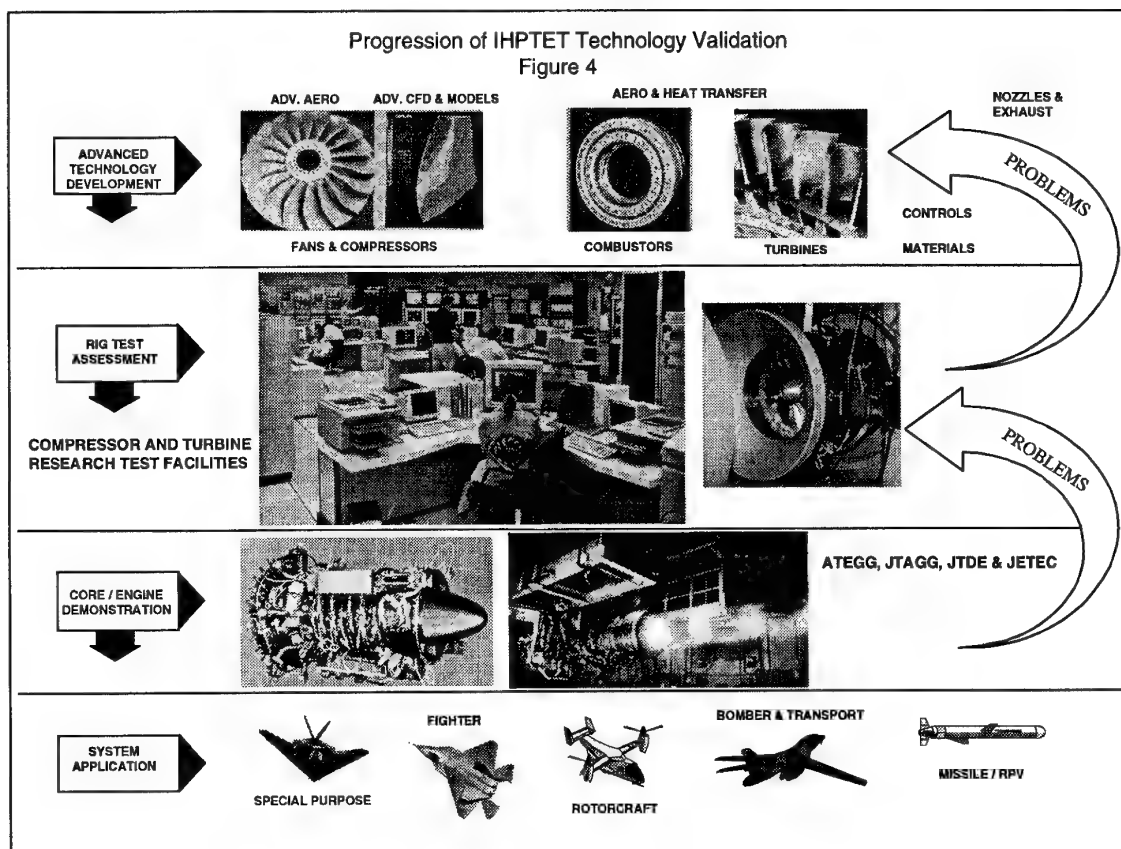 Progression of IHPTET Technology Validation
Figure 4
ADV. AERO
ADV. CFD & MODELS
AERO & HEAT TRANSFER
NOZZLES &
EXHAUST
ADVANCED
TECHNOLOGY
DEVELOPMENT
PROBLEMS
CONTROLS
FANS & COMPRESSORS
COMBUSTORS
TURBINES
MATERIALS
RIG TEST
ASSESSMENT
COMPRESSOR AND TURBINE
RESEARCH TEST FACILITIES
PROBLEMS
CORE / ENGINE
DEMONSTRATION
ATEGG, JTAGG, JTDE & JETEC
SYSTEM
APPLICATION
SPECIAL PURPOSE
FIGHTER
ROTORCRAFT
BOMBER & TRANSPORT
MISSILE / RPV